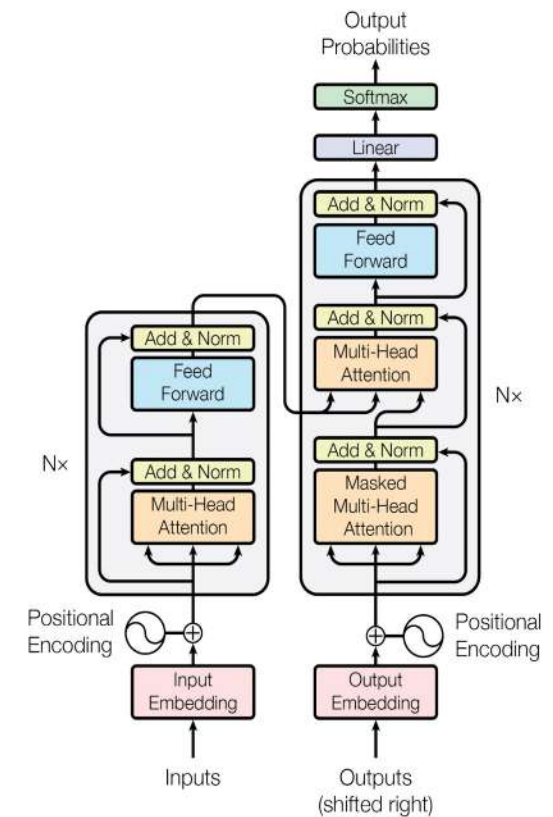 Output
Probabilities
Softmax
Linear
Add & Norm
Feed
Forward
Add & Norm
Multi-Head
Attention
Add & Norm
Masked
Multi-Head
Attention
Nx
Add & Norm
Feed
Forward
Add & Norm
Multi-Head
Attention
Nx
Positional
Encoding
Positional
Encoding
Input
Embedding
Output
Embedding
Inputs
Outputs
(shifted right)